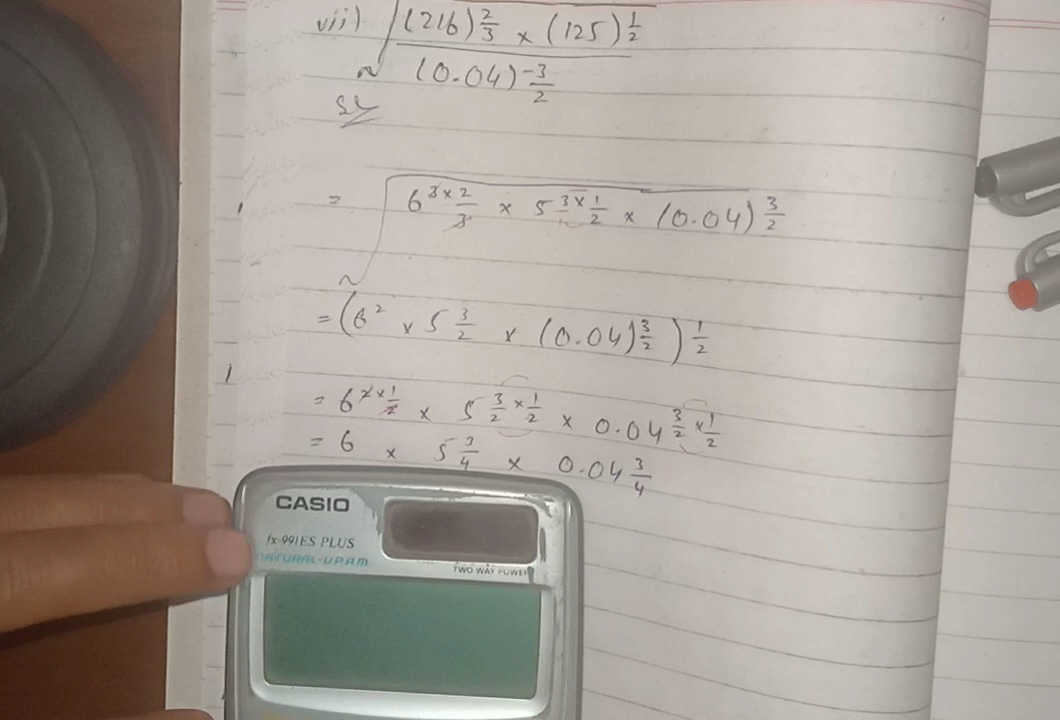 vii) √ (216) 2/3 × (125) 1/2
(0.04) -3/2
= √ 6 3 × 2/3 × 5 3 × 1/2 × (0.04) 3/2
= (6² × 5 3/2 × (0.04) 3/2 ) 1/2
= 6 2 × 1/2 × 5 3/2 × 1/2 × 0.04 3/2 × 1/2
= 6 × 5 3/4 × 0.04 3/4
CASIO
fx-991ES PLUS
NATURAL-V.P.A.M.
TWO WAY POWER